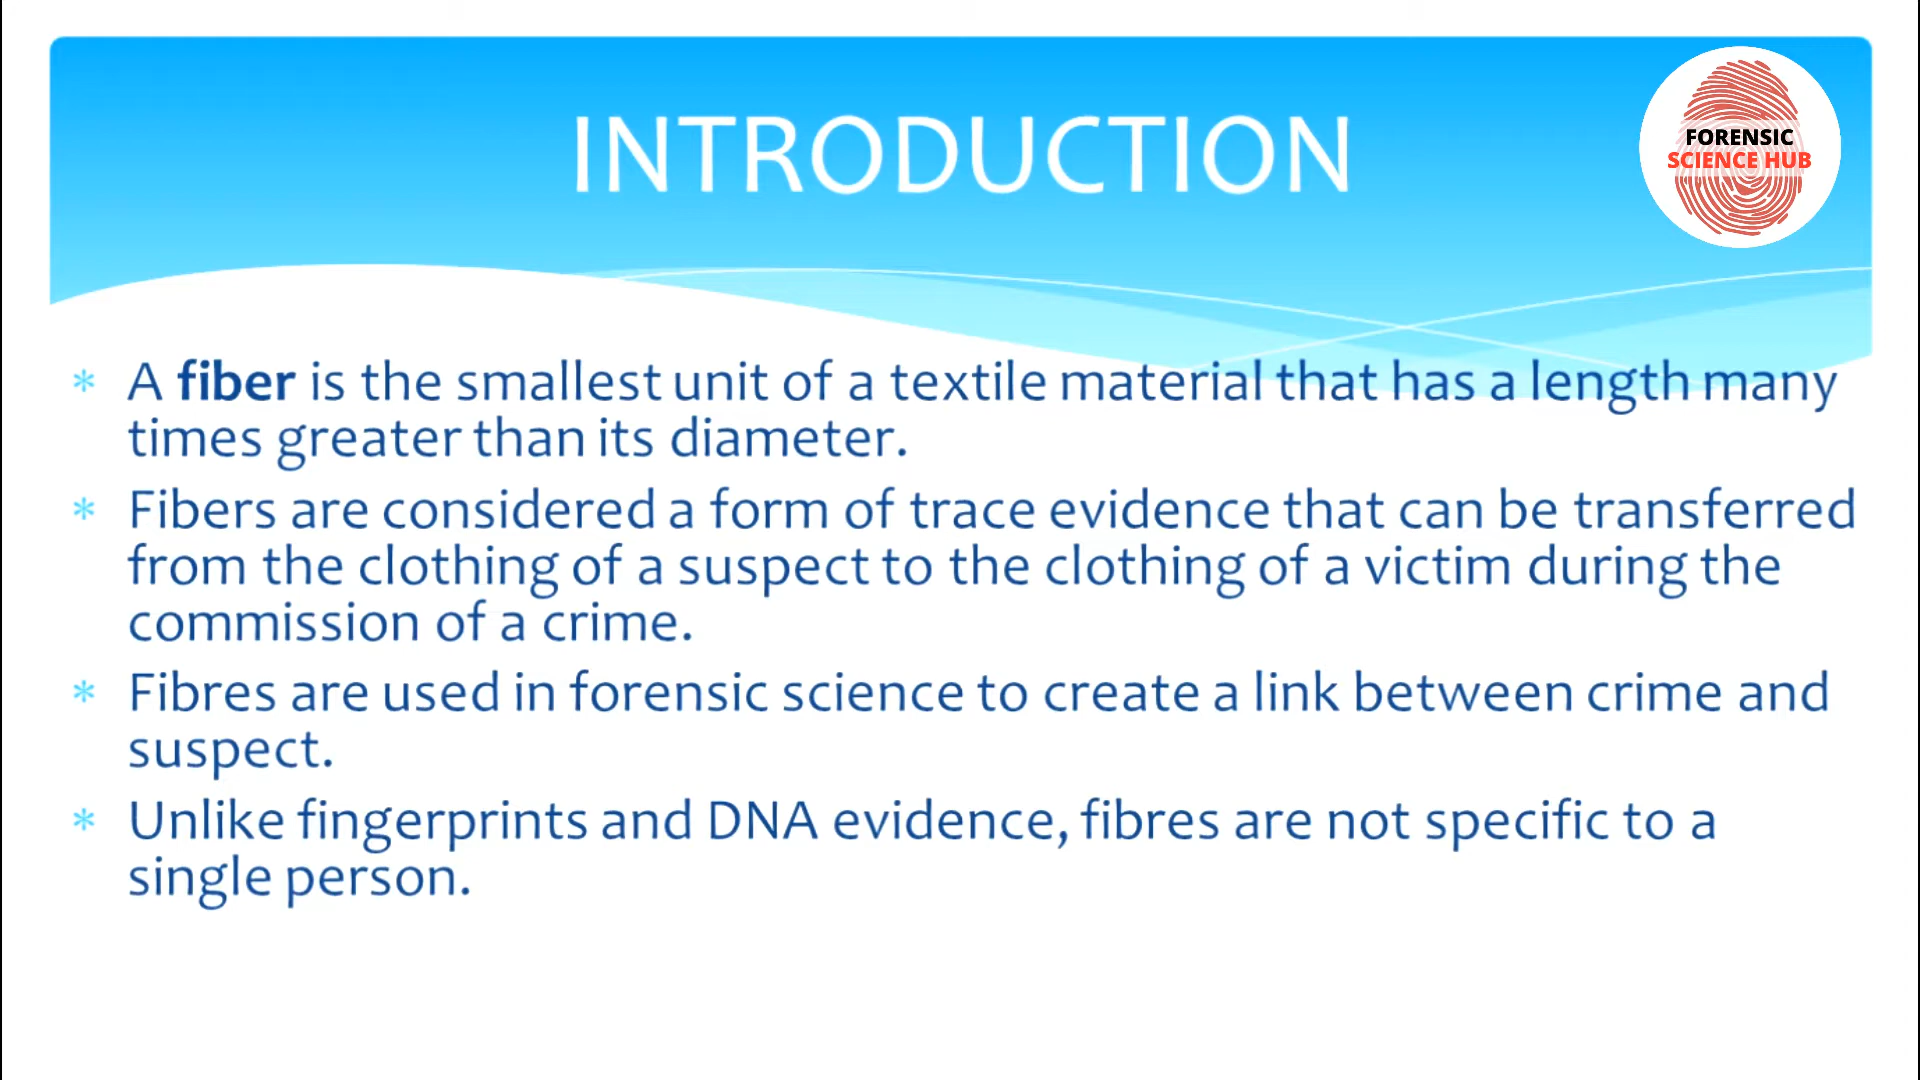 INTRODUCTION
FORENSIC
SCIENCE HUB
* A fiber is the smallest unit of a textile material that has a length many
times greater than its diameter.
* Fibers are considered a form of trace evidence that can be transferred
from the clothing of a suspect to the clothing of a victim during the
commission of a crime.
* Fibres are used in forensic science to create a link between crime and
suspect.
* Unlike fingerprints and DNA evidence, fibres are not specific to a
single person.